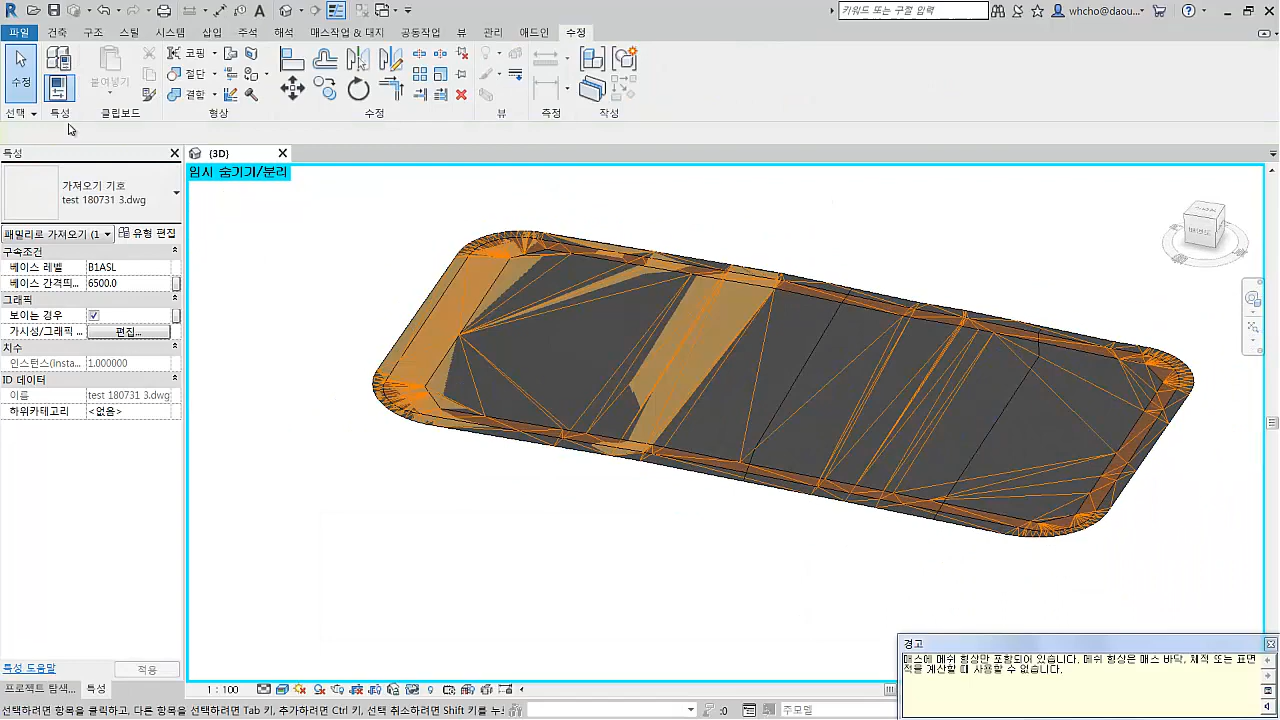 키워드 또는 구절 입력
whcho@daou...
파일 건축 구조 스틸 시스템 삽입 주석 해석 매스작업 & 대지 공동작업 뷰 관리 애드인 수정
수정
붙여넣기
코핑
절단
결합
선택 특성 클립보드 형상 수정 뷰 측정 작성
특성
{3D}
임시 숨기기/분리
가져오기 기호
test 180731 3.dwg
패밀리로 가져오기 (1
유형 편집
구속조건
베이스 레벨 B1ASL
베이스 간격띄... 6500.0
그래픽
보이는 경우
가시성/그래픽 ... 편집...
치수
인스턴스(insta... 1.000000
ID 데이터
이름 test 180731 3.dwg
하위카테고리 <없음>
특성 도움말
적용
프로젝트 탐색... 특성
1 : 100
경고
매스에 메쉬 형상만 포함되어 있습니다. 메쉬 형상은 매스 바닥, 체적 또는 표면
적을 계산할 때 사용할 수 없습니다.
선택하려면 항목을 클릭하고, 다른 항목을 선택하려면 Tab 키, 추가하려면 Ctrl 키, 선택 취소하려면 Shift 키를 누
:0
주모델